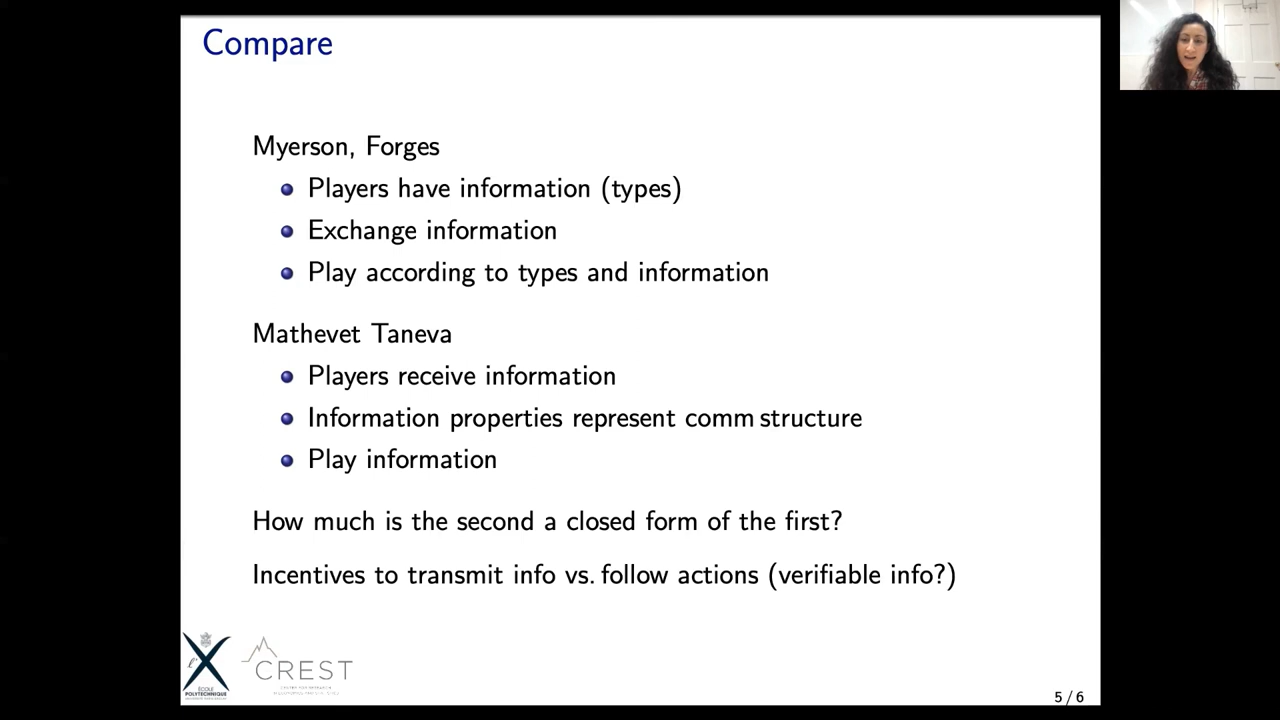 Compare
Myerson, Forges
Players have information (types)
Exchange information
Play according to types and information
Mathevet Taneva
Players receive information
Information properties represent comm structure
Play information
How much is the second a closed form of the first?
Incentives to transmit info vs. follow actions (verifiable info?)
ÉCOLE
POLYTECHNIQUE
CREST
5 / 6